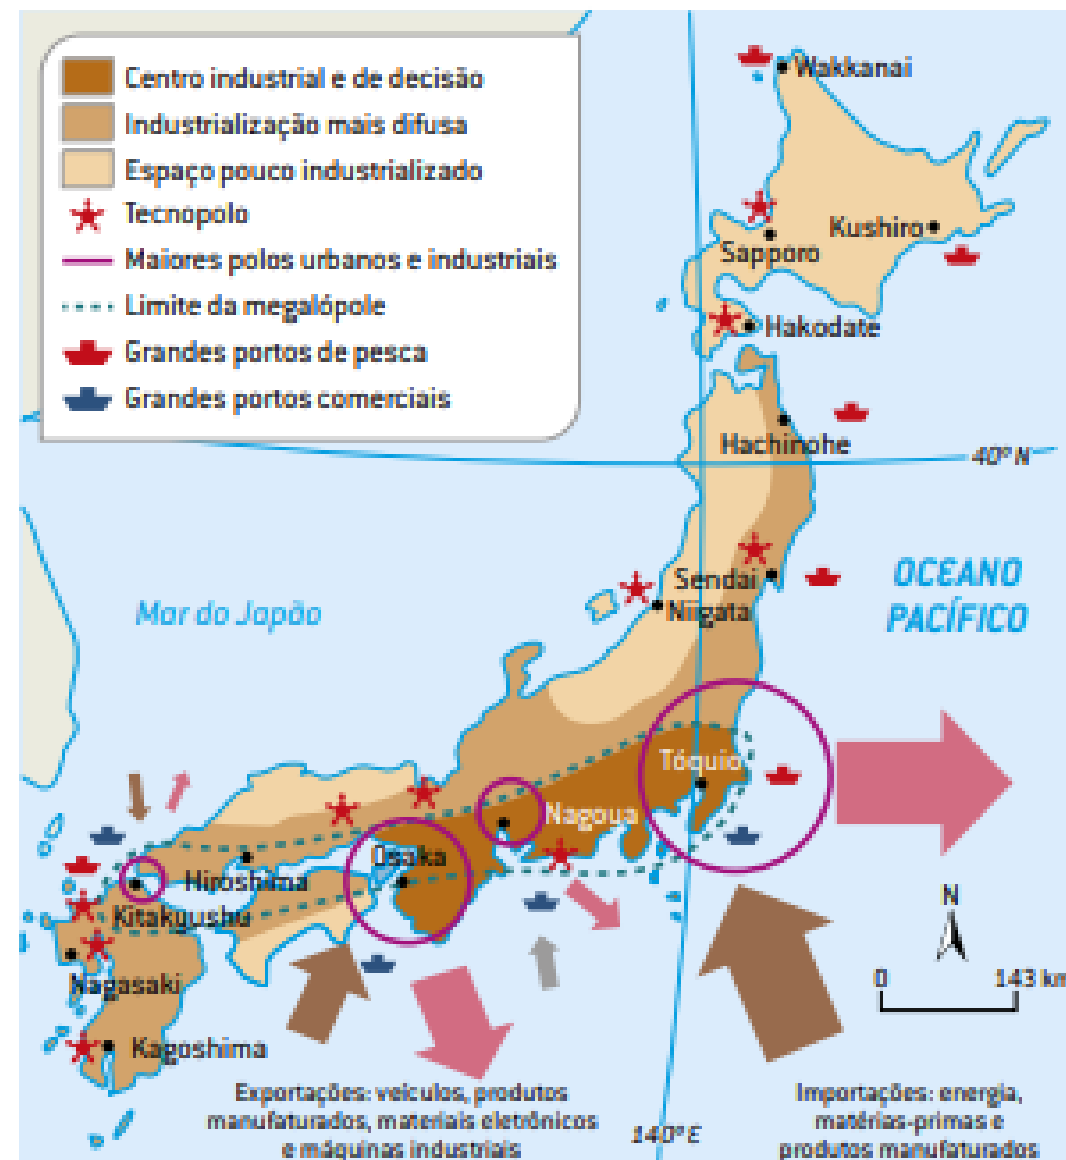 Centro industrial e de decisão
Industrialização mais difusa
Espaço pouco industrializado
Tecnopolo
Maiores polos urbanos e industriais
Limite da megalópole
Grandes portos de pesca
Grandes portos comerciais
Wakkanai
Kushiro
Sapporo
Hakodate
Hachinohe
40° N
Sendai
Niigata
OCEANO
PACÍFICO
Mar do Japão
Tóquio
Nagoua
Osaka
Hiroshima
Kitakyushu
Nagasaki
Kagoshima
N
0 143 km
Exportações: veículos, produtos
manufaturados, materiais eletrônicos
e máquinas industriais
140° E
Importações: energia,
matérias-primas e
produtos manufaturados